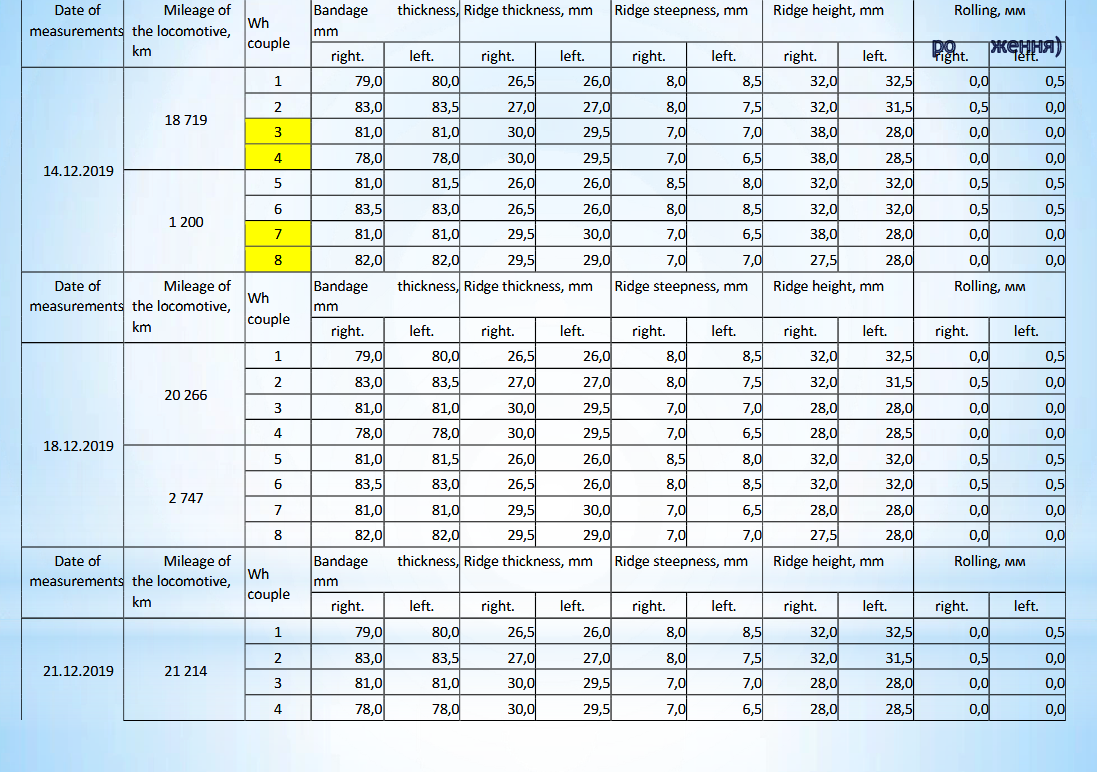 Date of measurements Mileage of the locomotive, km Wh couple Bandage thickness, mm Ridge thickness, mm Ridge steepness, mm Ridge height, mm Rolling, мм
ро ження)
right. left. right. left. right. left. right. left. right. left.
14.12.2019 18 719 1 79,0 80,0 26,5 26,0 8,0 8,5 32,0 32,5 0,0 0,5
2 83,0 83,5 27,0 27,0 8,0 7,5 32,0 31,5 0,5 0,0
3 81,0 81,0 30,0 29,5 7,0 7,0 38,0 28,0 0,0 0,0
4 78,0 78,0 30,0 29,5 7,0 6,5 38,0 28,5 0,0 0,0
1 200 5 81,0 81,5 26,0 26,0 8,5 8,0 32,0 32,0 0,5 0,5
6 83,5 83,0 26,5 26,0 8,0 8,5 32,0 32,0 0,5 0,5
7 81,0 81,0 29,5 30,0 7,0 6,5 38,0 28,0 0,0 0,0
8 82,0 82,0 29,5 29,0 7,0 7,0 27,5 28,0 0,0 0,0
Date of measurements Mileage of the locomotive, km Wh couple Bandage thickness, mm Ridge thickness, mm Ridge steepness, mm Ridge height, mm Rolling, мм
right. left. right. left. right. left. right. left. right. left.
18.12.2019 20 266 1 79,0 80,0 26,5 26,0 8,0 8,5 32,0 32,5 0,0 0,5
2 83,0 83,5 27,0 27,0 8,0 7,5 32,0 31,5 0,5 0,0
3 81,0 81,0 30,0 29,5 7,0 7,0 28,0 28,0 0,0 0,0
4 78,0 78,0 30,0 29,5 7,0 6,5 28,0 28,5 0,0 0,0
2 747 5 81,0 81,5 26,0 26,0 8,5 8,0 32,0 32,0 0,5 0,5
6 83,5 83,0 26,5 26,0 8,0 8,5 32,0 32,0 0,5 0,5
7 81,0 81,0 29,5 30,0 7,0 6,5 28,0 28,0 0,0 0,0
8 82,0 82,0 29,5 29,0 7,0 7,0 27,5 28,0 0,0 0,0
Date of measurements Mileage of the locomotive, km Wh couple Bandage thickness, mm Ridge thickness, mm Ridge steepness, mm Ridge height, mm Rolling, мм
right. left. right. left. right. left. right. left. right. left.
21.12.2019 21 214 1 79,0 80,0 26,5 26,0 8,0 8,5 32,0 32,5 0,0 0,5
2 83,0 83,5 27,0 27,0 8,0 7,5 32,0 31,5 0,5 0,0
3 81,0 81,0 30,0 29,5 7,0 7,0 28,0 28,0 0,0 0,0
4 78,0 78,0 30,0 29,5 7,0 6,5 28,0 28,5 0,0 0,0